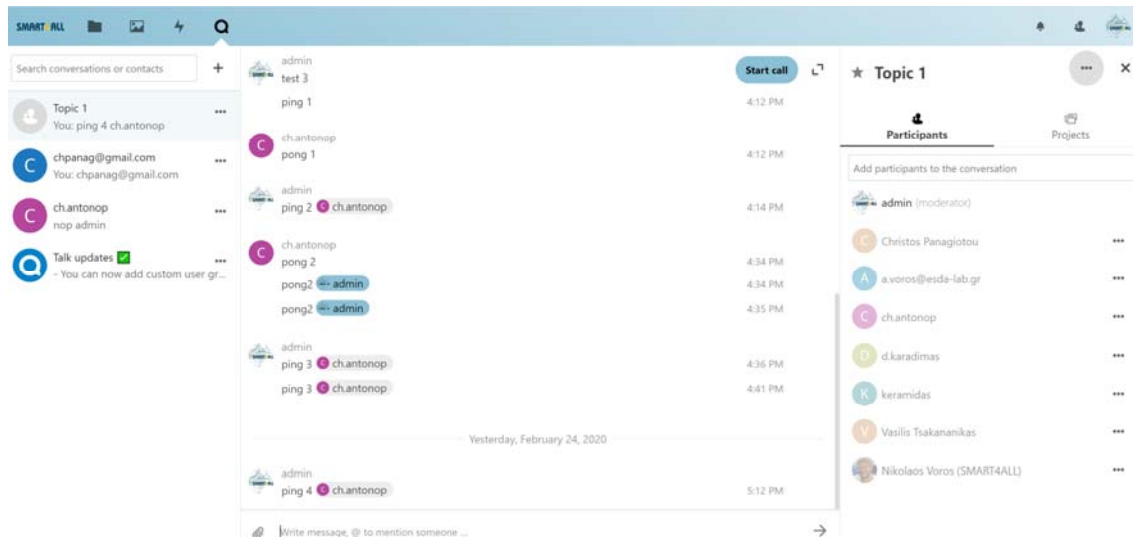 SMART4ALL
Search conversations or contacts
+
Topic 1
You: ping 4 ch.antonop
C
chpanag@gmail.com
You: chpanag@gmail.com
C
ch.antonop
nop admin
Talk updates ✅
- You can now add custom user gr...
admin
test 3
Start call
ping 1 4:12 PM
C ch.antonop
pong 1 4:12 PM
admin
ping 2 C ch.antonop 4:14 PM
C ch.antonop
pong 2 4:34 PM
pong2 admin 4:34 PM
pong2 admin 4:35 PM
admin
ping 3 C ch.antonop 4:36 PM
ping 3 C ch.antonop 4:41 PM
Yesterday, February 24, 2020
admin
ping 4 C ch.antonop 5:12 PM
Write message, @ to mention someone ...
★ Topic 1
Participants Projects
Add participants to the conversation
admin (moderator)
C Christos Panagiotou
A a.voros@esda-lab.gr
C ch.antonop
D d.karadimas
K keramidas
V Vasilis Tsakananikas
Nikolaos Voros (SMART4ALL)